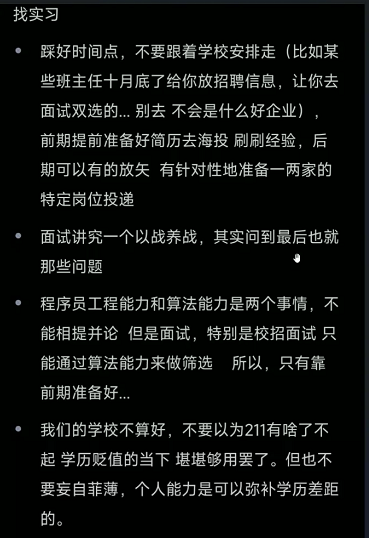 找实习
踩好时间点，不要跟着学校安排走（比如某
些班主任十月底了给你放招聘信息，让你去
面试双选的... 别去 不会是什么好企业），
前期提前准备好简历去海投 刷刷经验，后
期可以有的放矢 有针对性地准备一两家的
特定岗位投递
面试讲究一个以战养战，其实问到最后也就
那些问题
程序员工程能力和算法能力是两个事情，不
能相提并论 但是面试，特别是校招面试 只
能通过算法能力来做筛选 所以，只有靠
前期准备好...
我们的学校不算好，不要以为211有啥了不
起 学历贬值的当下 堪堪够用罢了。但也不
要妄自菲薄，个人能力是可以弥补学历差距
的。